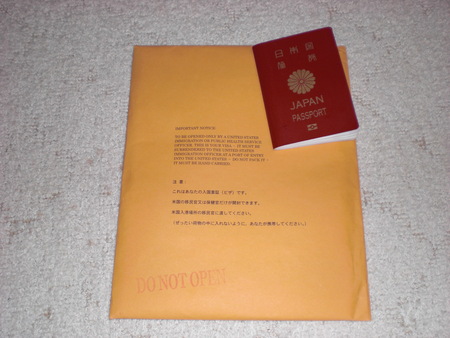 日本国
旅券
JAPAN
PASSPORT
IMPORTANT NOTICE:
TO BE OPENED ONLY BY A UNITED STATES
IMMIGRATION OR PUBLIC HEALTH SERVICE
OFFICER. THIS IS YOUR VISA - IT MUST BE
SURRENDERED TO THE UNITED STATES
IMMIGRATION OFFICER AT A PORT OF ENTRY
INTO THE UNITED STATES - DO NOT PACK IT -
IT MUST BE HAND CARRIED.
注意:
これはあなたの入国査証(ビザ)です。
米国の移民官又は保健官だけが開封できます。
米国入港場所の移民官に渡してください。
(ぜったい荷物の中に入れないように、あなたが携帯してください。)
DO NOT OPEN